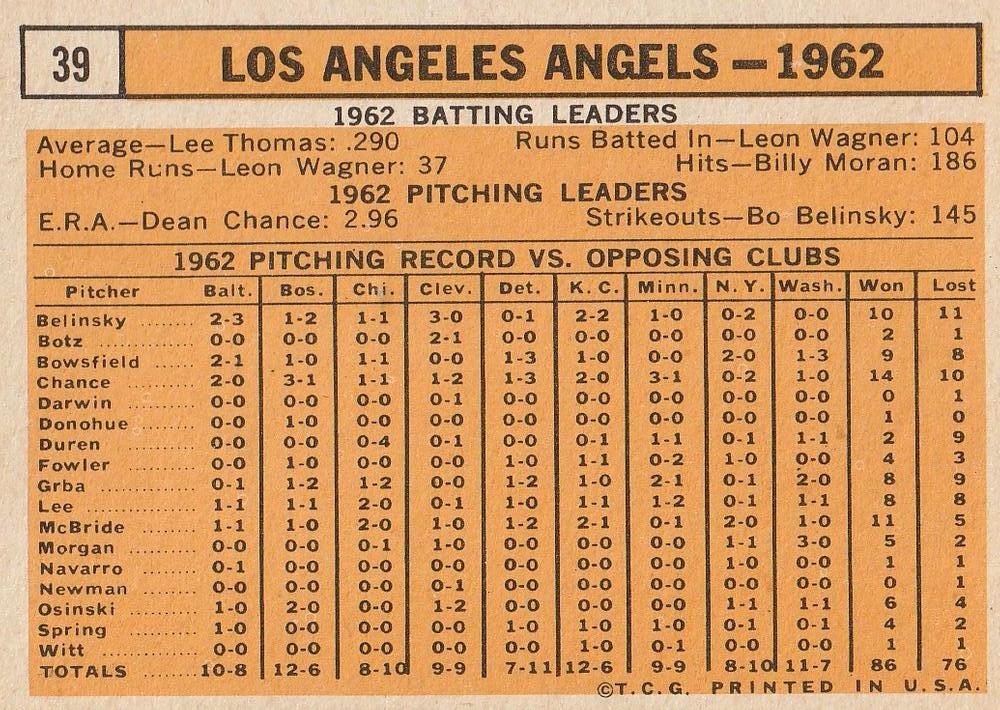 39 LOS ANGELES ANGELS — 1962
1962 BATTING LEADERS
Average—Lee Thomas: .290 Runs Batted In—Leon Wagner: 104
Home Runs—Leon Wagner: 37 Hits—Billy Moran: 186
1962 PITCHING LEADERS
E.R.A.—Dean Chance: 2.96 Strikeouts—Bo Belinsky: 145
1962 PITCHING RECORD VS. OPPOSING CLUBS
Pitcher Balt. Bos. Chi. Clev. Det. K. C. Minn. N. Y. Wash. Won Lost
Belinsky ........ 2-3 1-2 1-1 3-0 0-1 2-2 1-0 0-2 0-0 10 11
Botz ............ 0-0 0-0 0-0 2-1 0-0 0-0 0-0 0-0 0-0 2 1
Bowsfield ...... 2-1 1-0 1-1 0-0 1-3 1-0 0-0 2-0 1-3 9 8
Chance ......... 2-0 3-1 1-1 1-2 1-3 2-0 3-1 0-2 1-0 14 10
Darwin .......... 0-0 0-0 0-0 0-1 0-0 0-0 0-0 0-0 0-0 0 1
Donohue ........ 0-0 1-0 0-0 0-0 0-0 0-0 0-0 0-0 0-0 1 0
Duren ........... 0-0 0-0 0-4 0-1 0-0 0-1 1-1 0-1 1-1 2 9
Fowler .......... 0-0 1-0 0-0 0-0 1-0 1-1 0-2 1-0 0-0 4 3
Grba ............ 0-1 1-2 1-2 0-0 1-2 1-0 2-1 0-1 2-0 8 9
Lee ............. 1-1 1-1 2-0 0-1 1-0 1-1 1-2 0-1 1-1 8 8
McBride ........ 1-1 1-0 2-0 1-0 1-2 2-1 0-1 2-0 1-0 11 5
Morgan ......... 0-0 0-0 0-1 1-0 0-0 0-0 0-0 1-1 3-0 5 2
Navarro ........ 0-1 0-0 0-0 0-0 0-0 0-0 0-0 1-0 0-0 1 1
Newman ........ 0-0 0-0 0-0 0-1 0-0 0-0 0-0 0-0 0-0 0 1
Osinski ......... 1-0 2-0 0-0 1-2 0-0 0-0 0-0 1-1 1-1 6 4
Spring .......... 1-0 0-0 0-0 0-0 1-0 1-0 1-0 0-1 0-1 4 2
Witt ............ 0-0 0-0 0-0 0-0 0-0 1-0 0-1 0-0 0-0 1 1
TOTALS ......... 10-8 12-6 8-10 9-9 7-11 12-6 9-9 8-10 11-7 86 76
©T.C.G. PRINTED IN U.S.A.